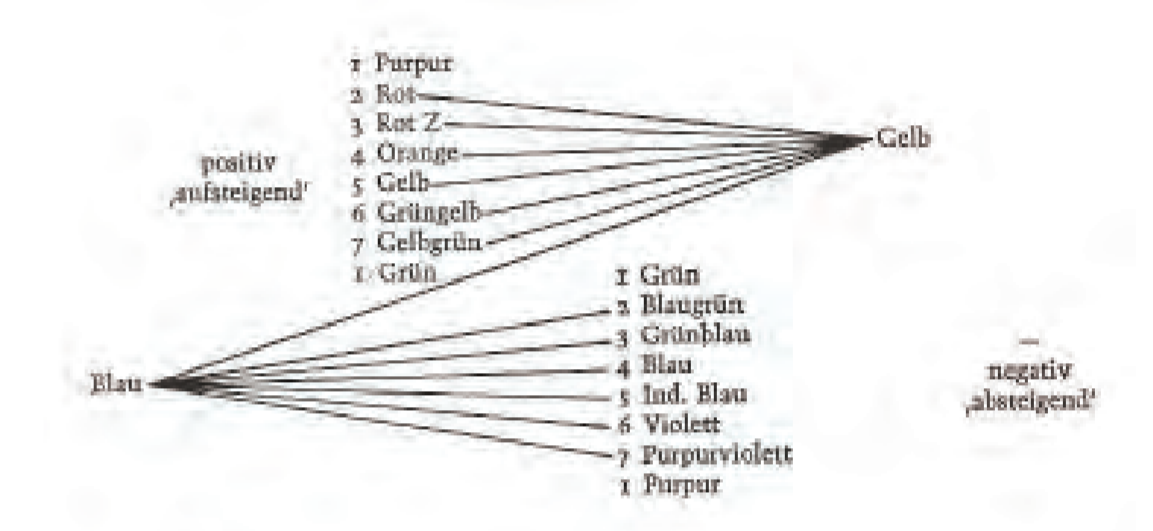 1 Purpur
2 Rot
3 Rot Z
4 Orange
5 Gelb
6 Grüngelb
7 Gelbgrün
1 Grün
positiv
‚aufsteigend‘
Gelb
Blau
1 Grün
2 Blaugrün
3 Grünblau
4 Blau
5 Ind. Blau
6 Violett
7 Purpurviolett
1 Purpur
—
negativ
‚absteigend‘